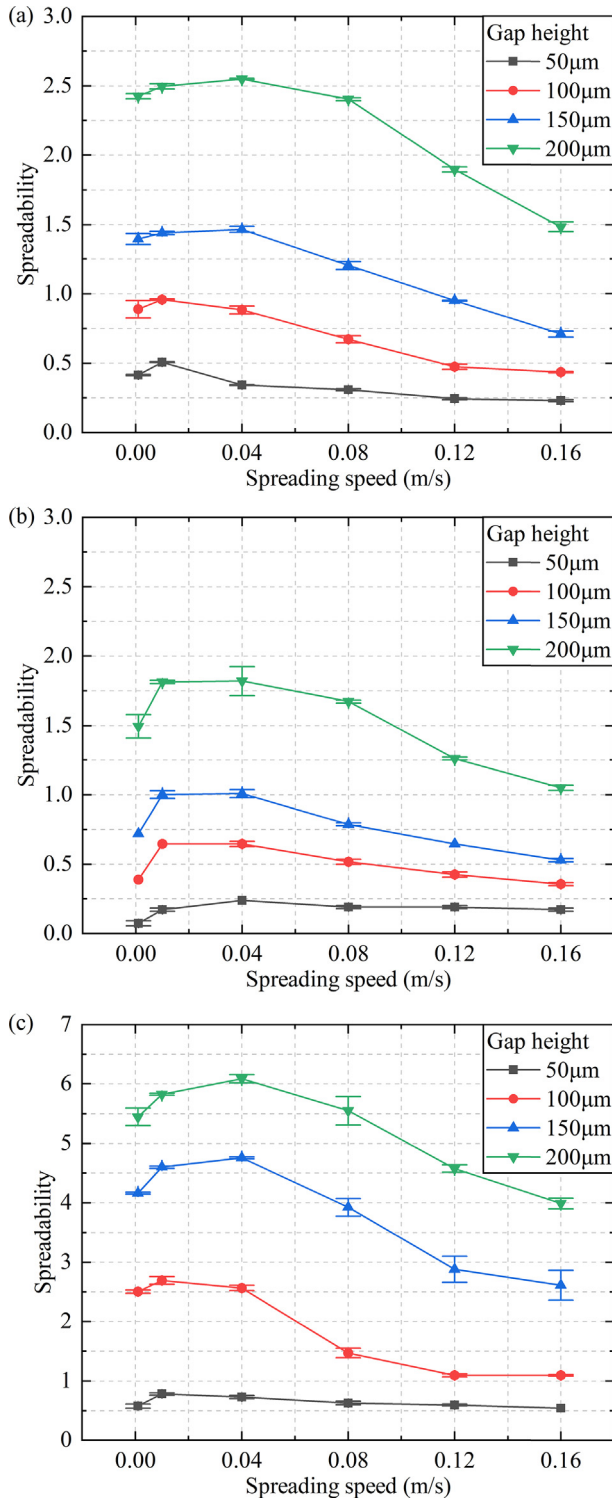 (a)
3.0
2.5
2.0
1.5
1.0
0.5
0.0
Spreadability
Gap height
50μm
100μm
150μm
200μm
0.00 0.04 0.08 0.12 0.16
Spreading speed (m/s)
(b)
3.0
2.5
2.0
1.5
1.0
0.5
0.0
Spreadability
Gap height
50μm
100μm
150μm
200μm
0.00 0.04 0.08 0.12 0.16
Spreading speed (m/s)
(c)
7
6
5
4
3
2
1
0
Spreadability
Gap height
50μm
100μm
150μm
200μm
0.00 0.04 0.08 0.12 0.16
Spreading speed (m/s)